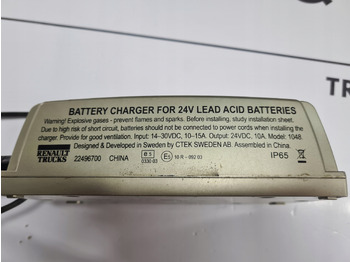 BATTERY CHARGER FOR 24V LEAD ACID BATTERIES
Warning! Explosive gases - prevent flames and sparks. Before installing, study installation sheet.
Due to high risk of short circuit, batteries should not be connected to power cords when installing the
charger. Provide for good ventilation. Input: 14–30VDC, 10–15A. Output: 24VDC, 10A. Model: 1048.
Designed & Developed in Sweden by CTEK SWEDEN AB. Assembled in China.
RENAULT
TRUCKS
22496700 CHINA
IP65